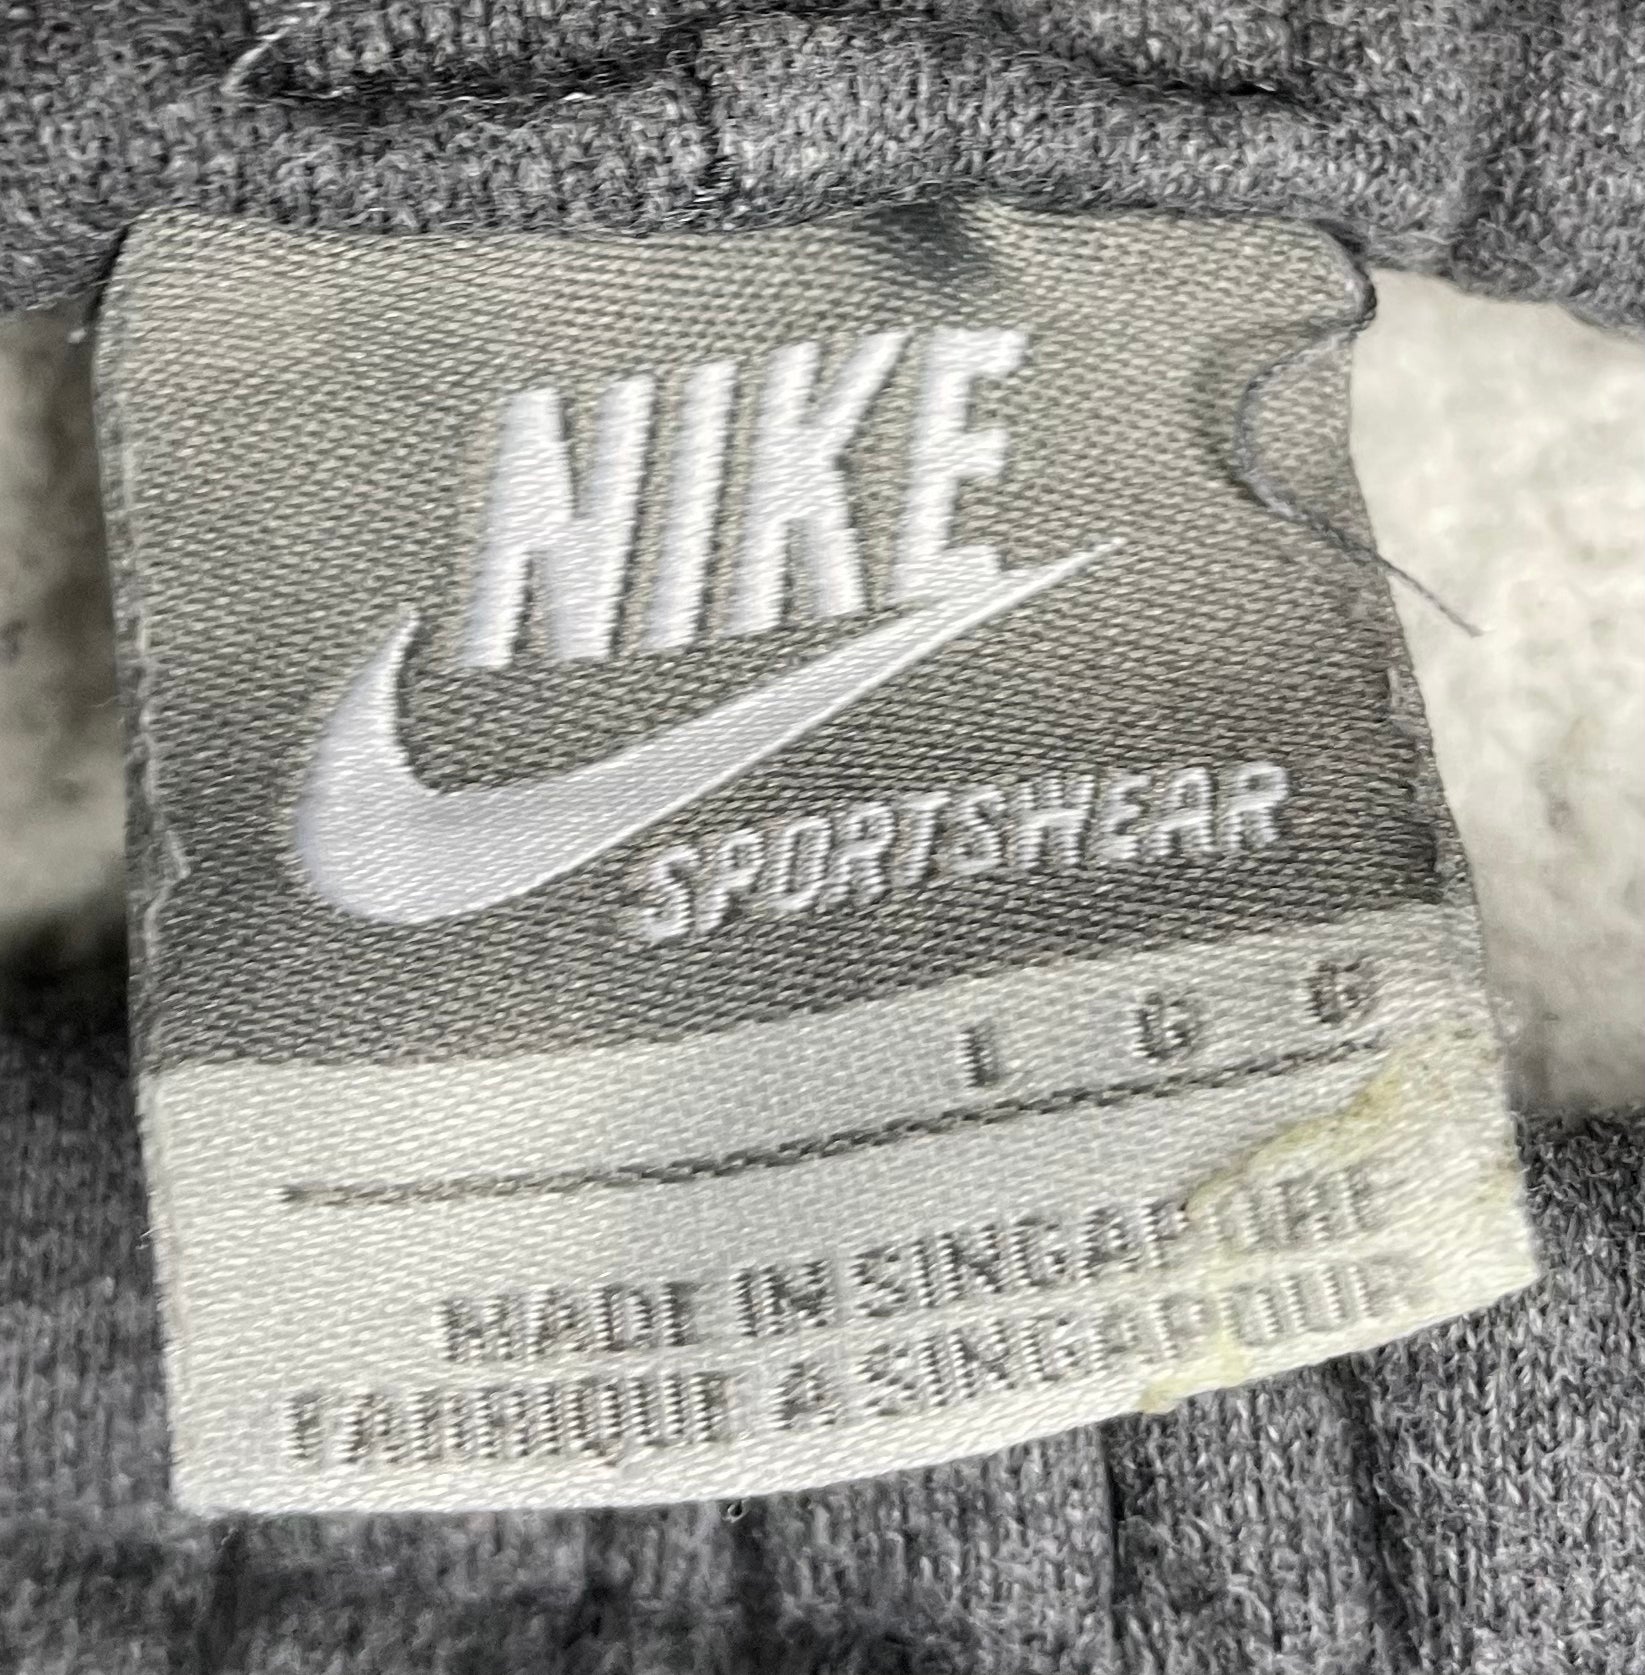 NIKE
SPORTSWEAR
L G G
MADE IN SINGAPORE
FABRIQUE A SINGAPOUR